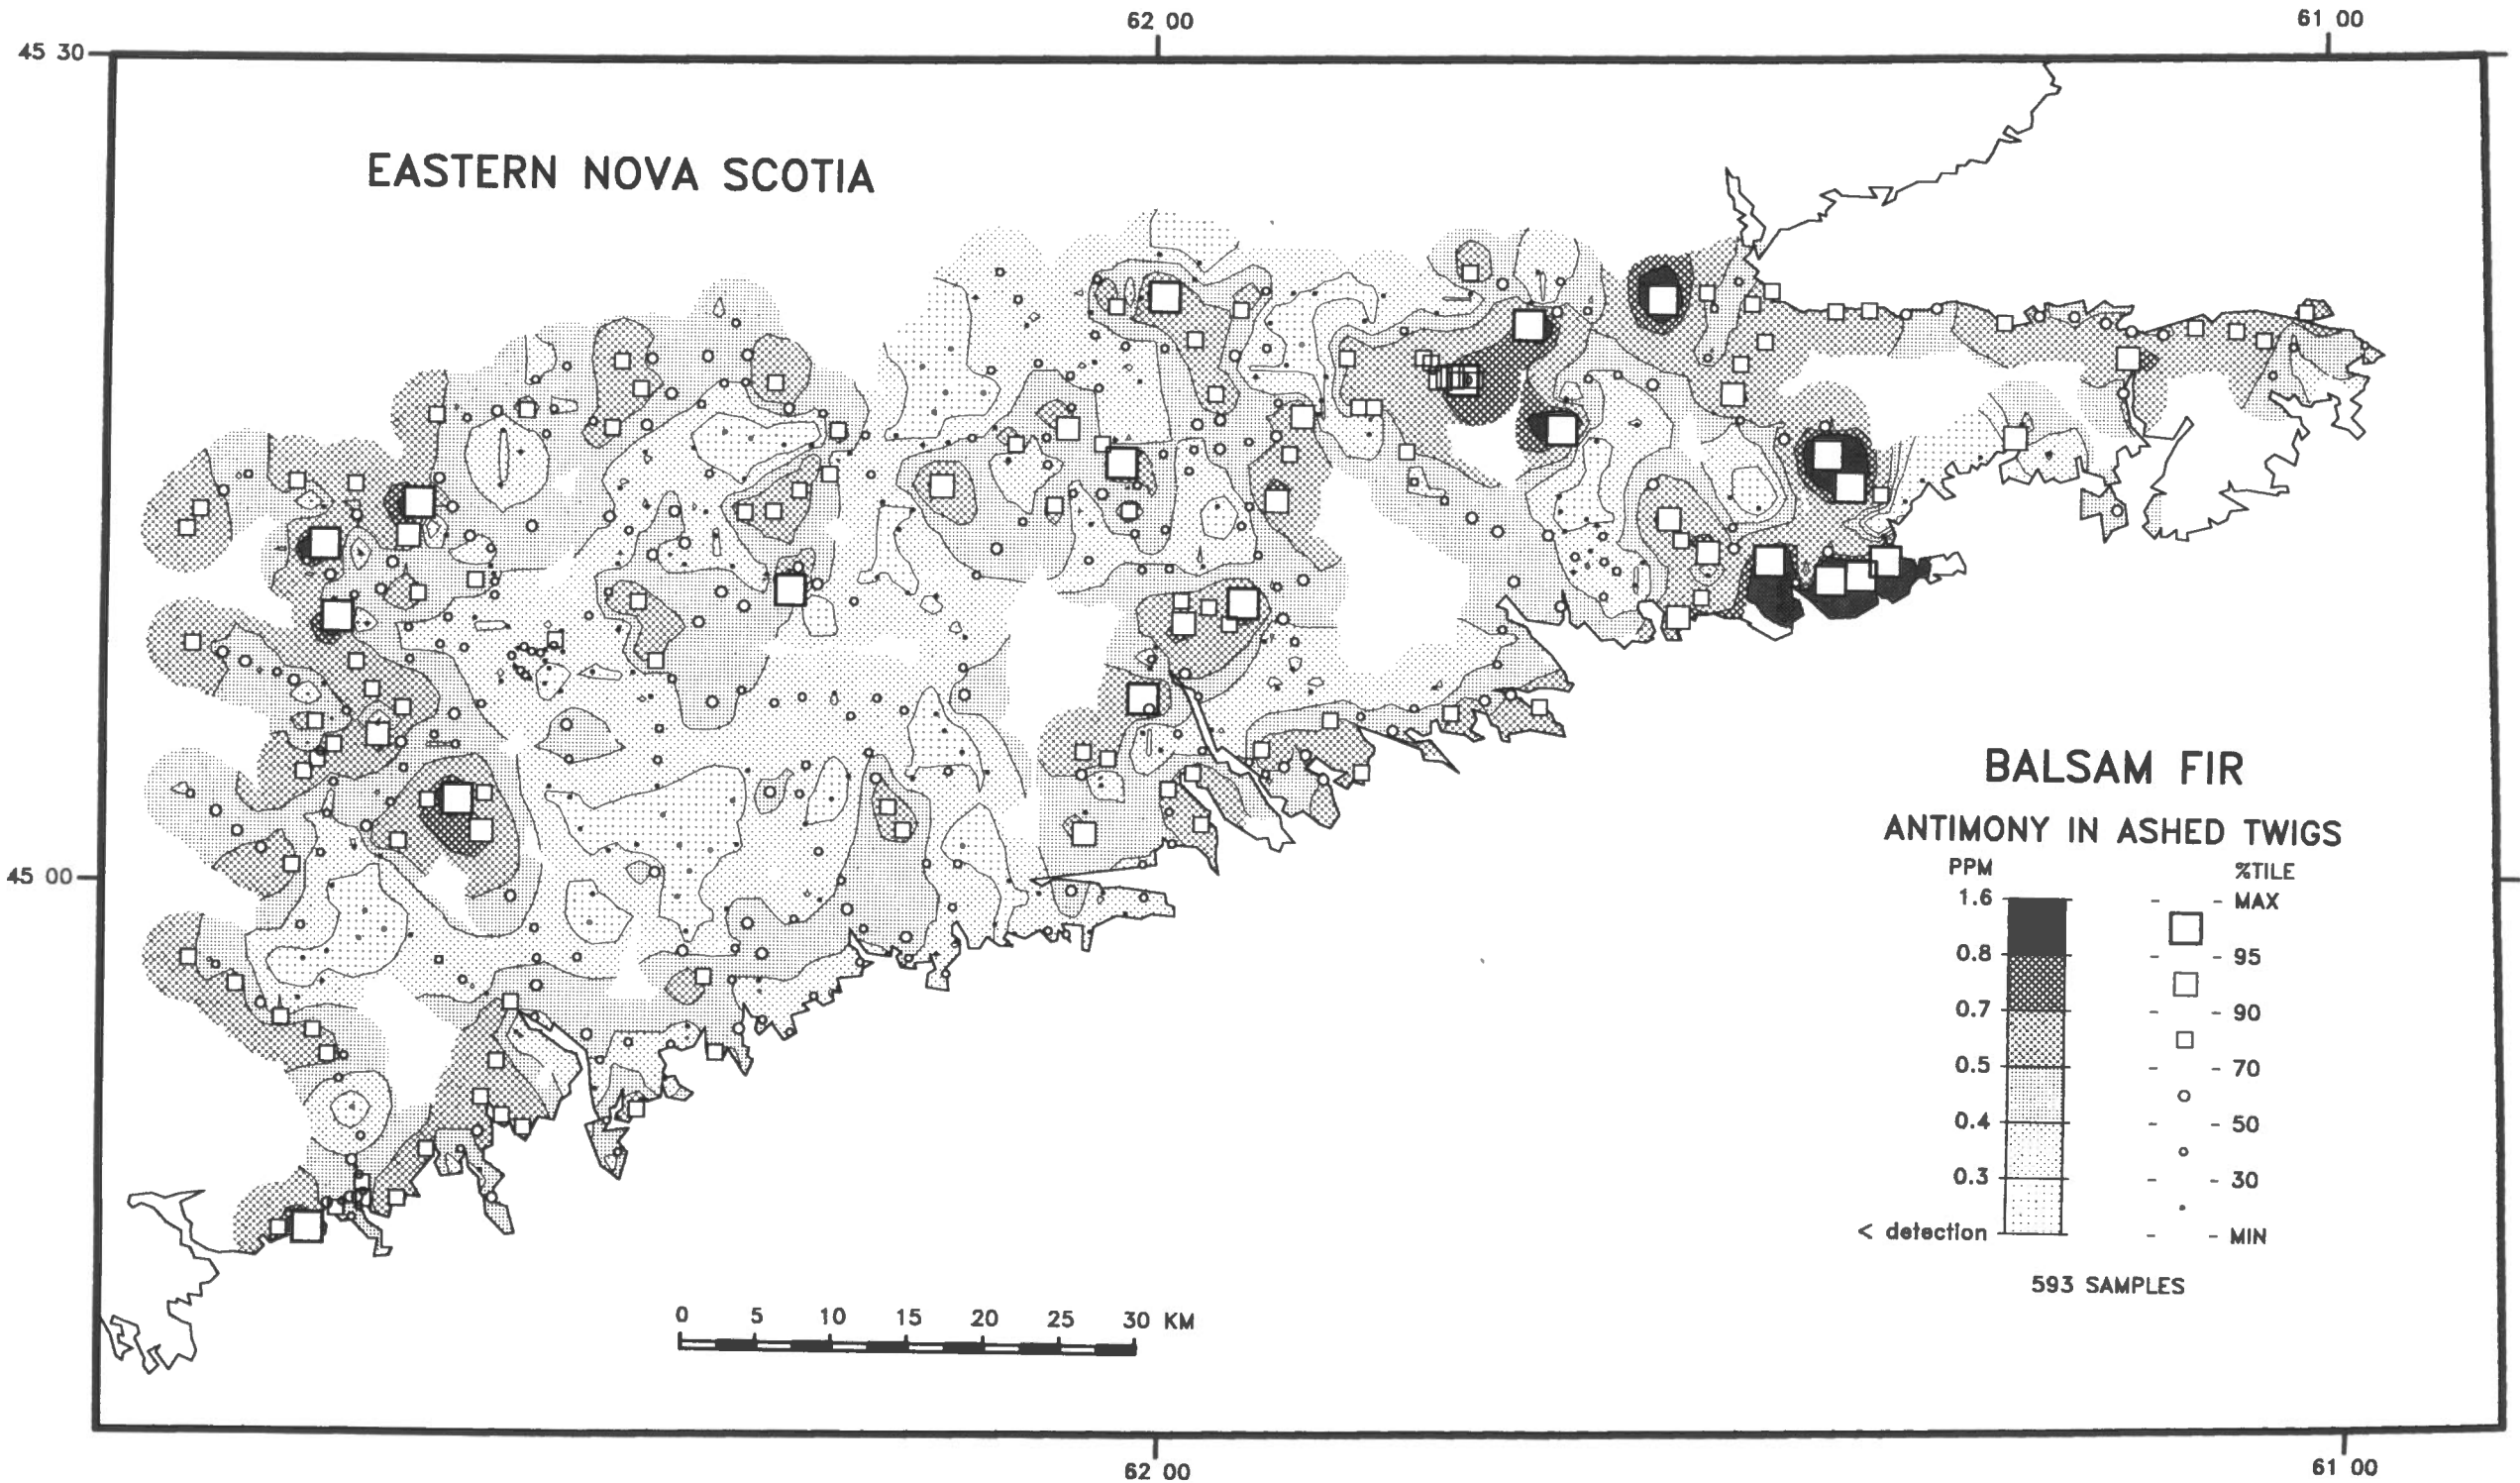 62 00
61 00
45 30
EASTERN NOVA SCOTIA
BALSAM FIR
ANTIMONY IN ASHED TWIGS
PPM %TILE
1.6 - - MAX
0.8 - - 95
0.7 - - 90
0.5 - - 70
0.4 - - 50
0.3 - - 30
< detection - - MIN
593 SAMPLES
45 00
0 5 10 15 20 25 30 KM
62 00
61 00